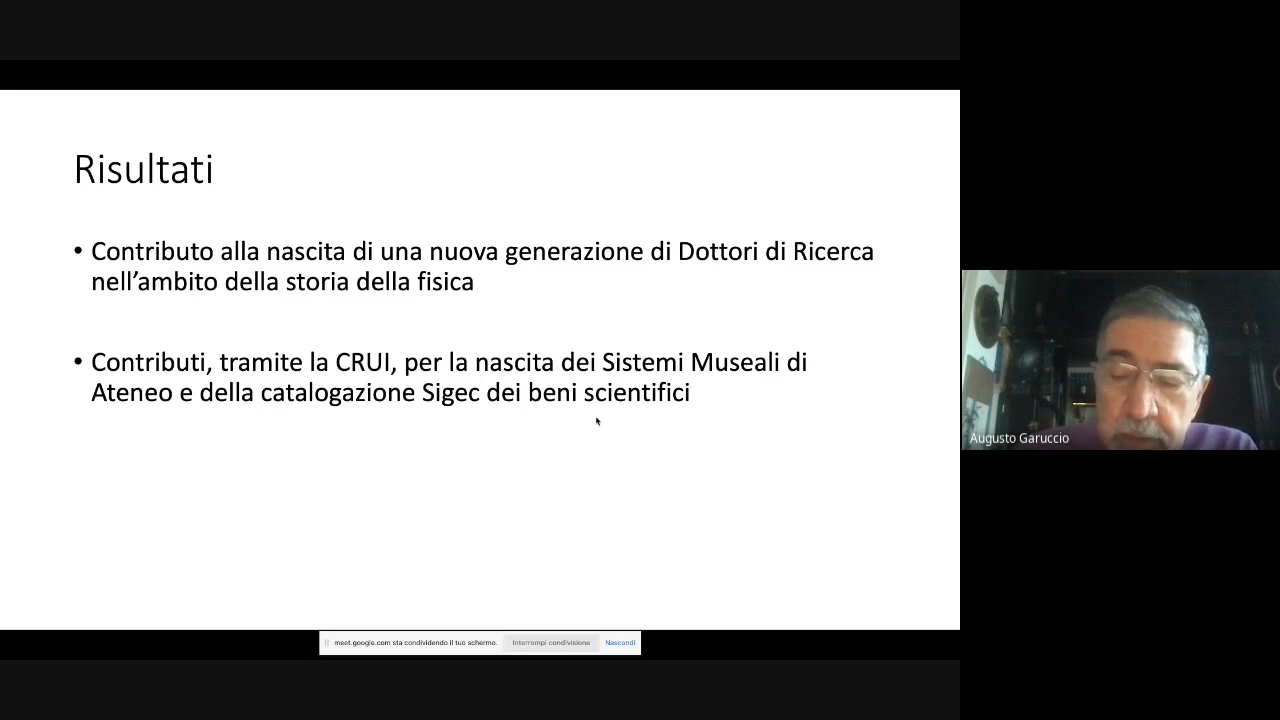 Risultati
• Contributo alla nascita di una nuova generazione di Dottori di Ricerca
nell’ambito della storia della fisica
• Contributi, tramite la CRUI, per la nascita dei Sistemi Museali di
Ateneo e della catalogazione Sigec dei beni scientifici
Augusto Garuccio
meet.google.com sta condividendo il tuo schermo. Interrompi condivisione Nascondi